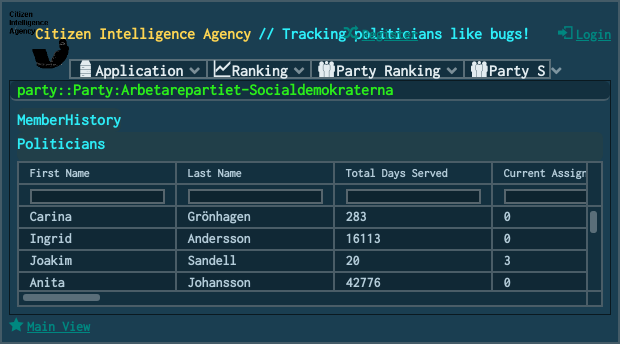 Citizen
Intelligence
Agency
Citizen Intelligence Agency // Tracking politicians like bugs!
Register
Login
Application
Ranking
Party Ranking
Party S
party::Party:Arbetarepartiet-Socialdemokraterna
MemberHistory
Politicians
First Name Last Name Total Days Served Current Assign
Carina Grönhagen 283 0
Ingrid Andersson 16113 0
Joakim Sandell 20 3
Anita Johansson 42776 0
Main View